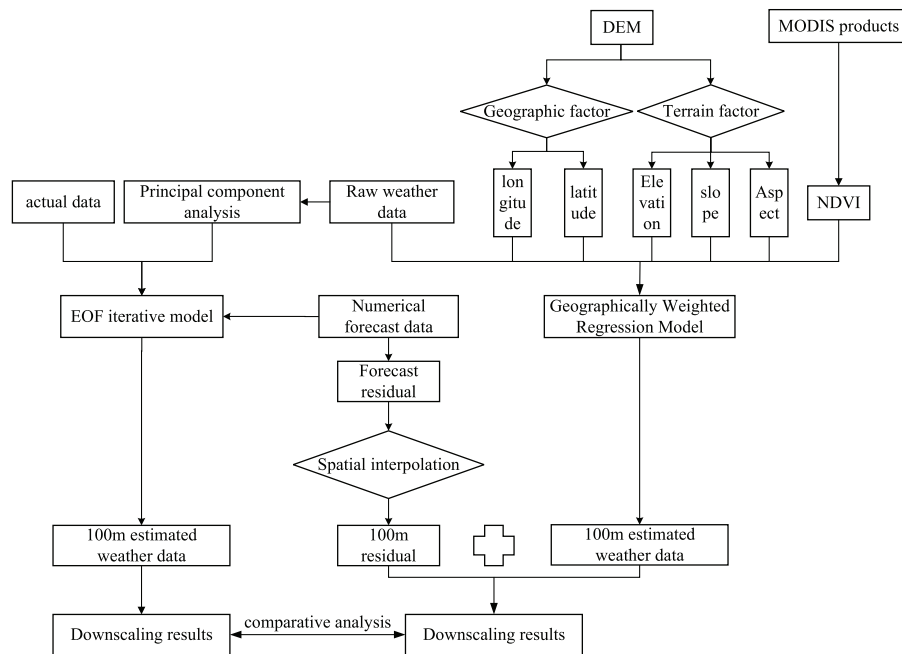 DEM
MODIS products
Geographic factor
Terrain factor
lon
gitu
de
latit
ude
Ele
vati
on
slo
pe
Asp
ect
NDVI
actual data
Principal component
analysis
Raw weather
data
EOF iterative model
Numerical
forecast data
Geographically Weighted
Regression Model
Forecast
residual
Spatial interpolation
100m estimated
weather data
100m
residual
100m estimated
weather data
Downscaling results
comparative analysis
Downscaling results